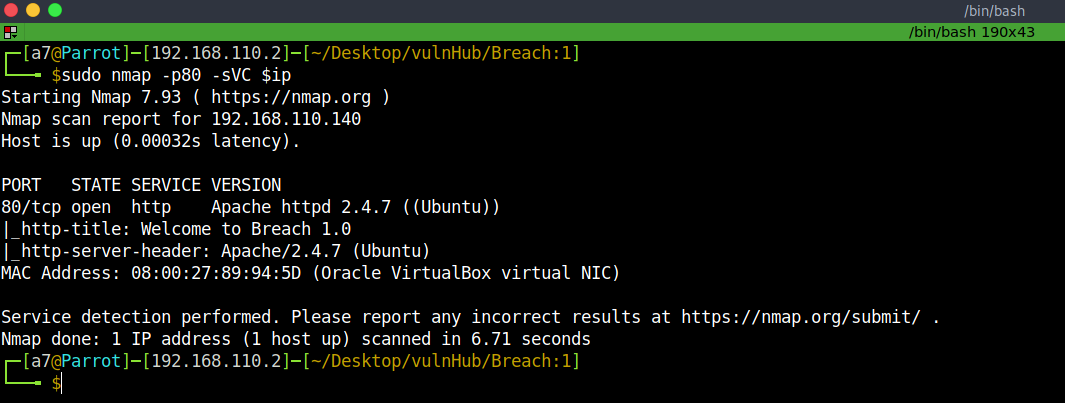 /bin/bash
/bin/bash 190x43
┌─[a7@Parrot]─[192.168.110.2]─[~/Desktop/vulnHub/Breach:1]
└──╼ $sudo nmap -p80 -sVC $ip
Starting Nmap 7.93 ( https://nmap.org )
Nmap scan report for 192.168.110.140
Host is up (0.00032s latency).
PORT   STATE SERVICE VERSION
80/tcp open  http    Apache httpd 2.4.7 ((Ubuntu))
|_http-title: Welcome to Breach 1.0
|_http-server-header: Apache/2.4.7 (Ubuntu)
MAC Address: 08:00:27:89:94:5D (Oracle VirtualBox virtual NIC)
Service detection performed. Please report any incorrect results at https://nmap.org/submit/ .
Nmap done: 1 IP address (1 host up) scanned in 6.71 seconds
┌─[a7@Parrot]─[192.168.110.2]─[~/Desktop/vulnHub/Breach:1]
└──╼ $